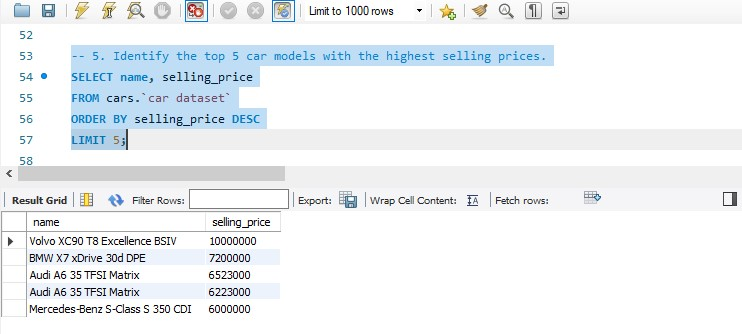 Limit to 1000 rows
52
53 -- 5. Identify the top 5 car models with the highest selling prices.
54 SELECT name, selling_price
55 FROM cars.`car dataset`
56 ORDER BY selling_price DESC
57 LIMIT 5;
58
Result Grid Filter Rows: Export: Wrap Cell Content: Fetch rows:
name selling_price
Volvo XC90 T8 Excellence BSIV 10000000
BMW X7 xDrive 30d DPE 7200000
Audi A6 35 TFSI Matrix 6523000
Audi A6 35 TFSI Matrix 6223000
Mercedes-Benz S-Class S 350 CDI 6000000